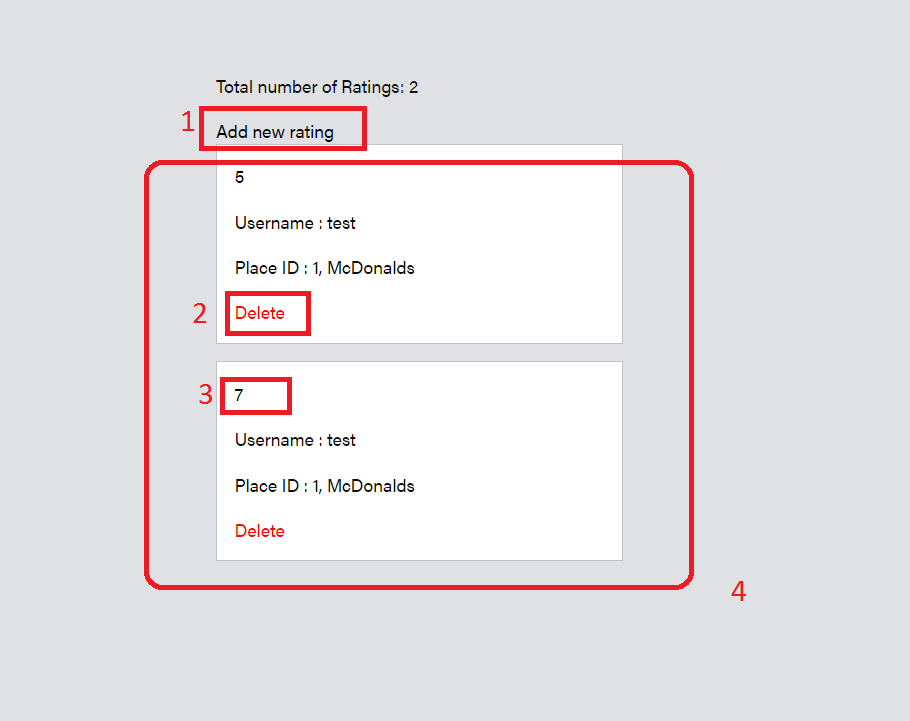 Total number of Ratings: 2
1
Add new rating
5
Username : test
Place ID : 1, McDonalds
2
Delete
3
7
Username : test
Place ID : 1, McDonalds
Delete
4